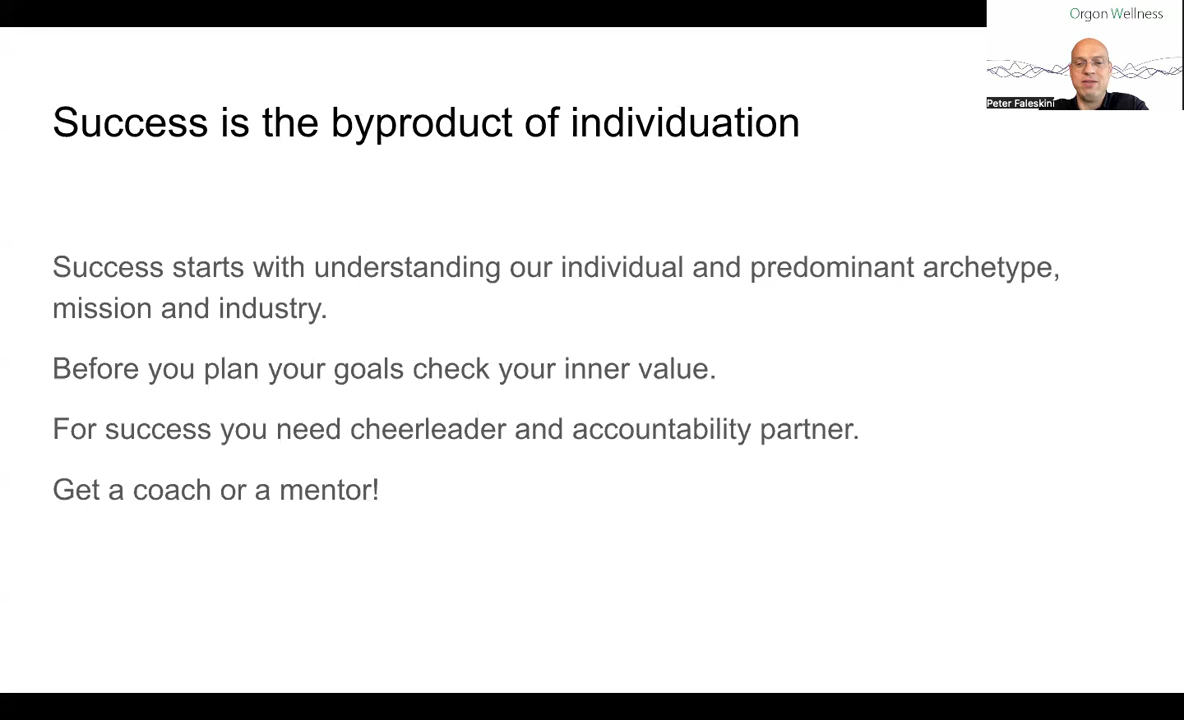 Orgon Wellness
Peter Faleskini
Success is the byproduct of individuation
Success starts with understanding our individual and predominant archetype,
mission and industry.
Before you plan your goals check your inner value.
For success you need cheerleader and accountability partner.
Get a coach or a mentor!